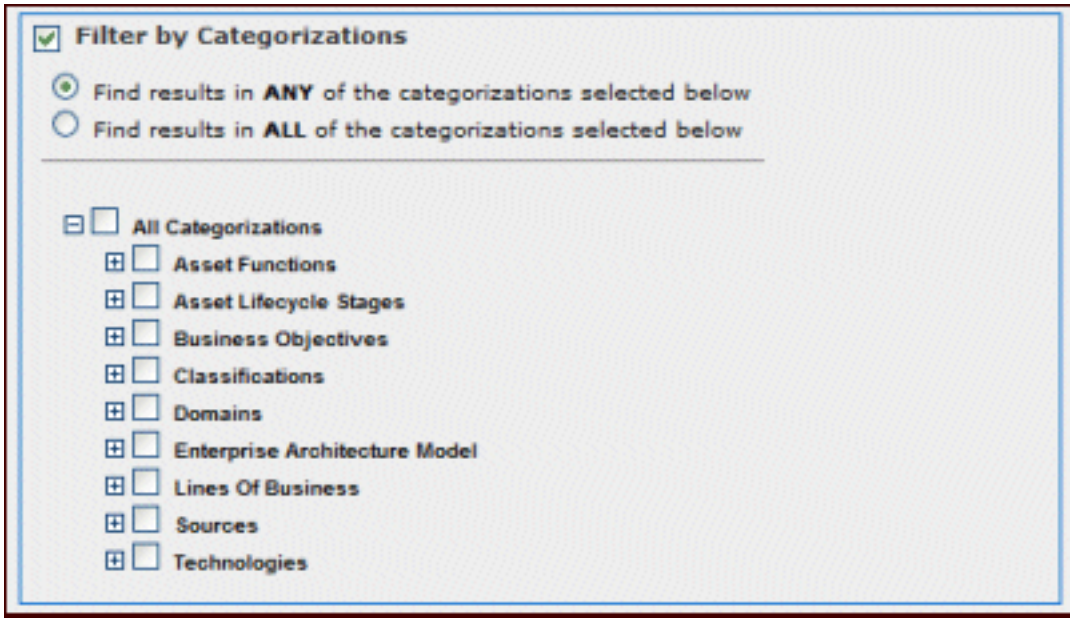 Filter by Categorizations
Find results in ANY of the categorizations selected below
Find results in ALL of the categorizations selected below
All Categorizations
Asset Functions
Asset Lifecycle Stages
Business Objectives
Classifications
Domains
Enterprise Architecture Model
Lines Of Business
Sources
Technologies